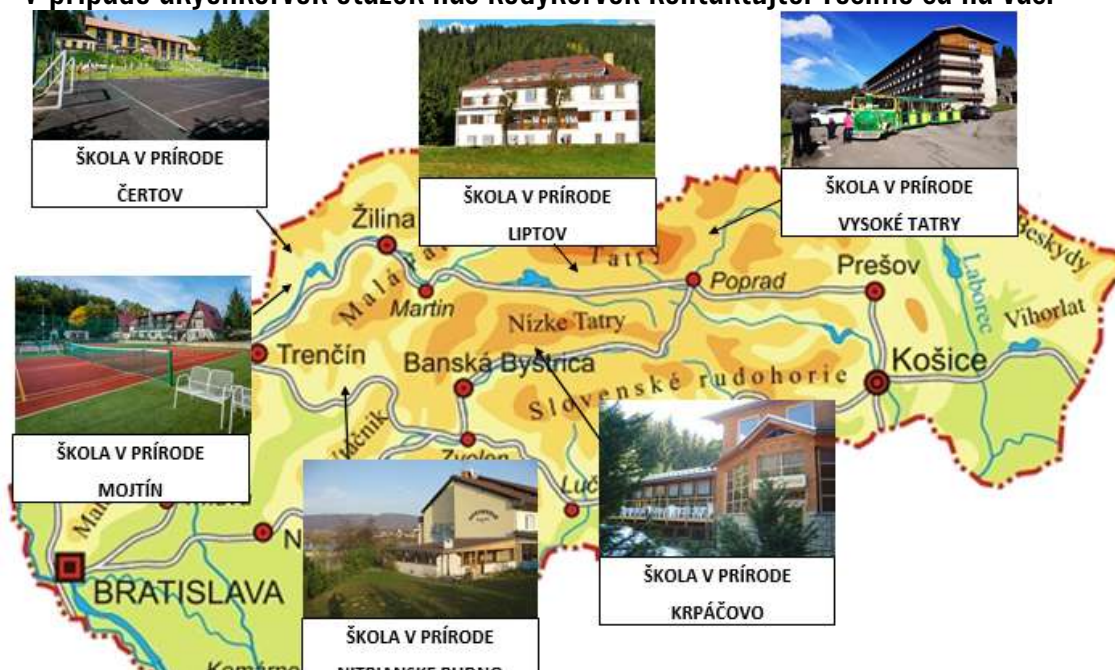 ŠKOLA V PRÍRODE
ČERTOV
ŠKOLA V PRÍRODE
LIPTOV
ŠKOLA V PRÍRODE
VYSOKÉ TATRY
Žilina
Martin
Tatry
Poprad
Prešov
Beskydy
Laborec
Vihorlat
Nízke Tatry
Trenčín
Banská Bystrica
Košice
Slovenské rudohorie
ŠKOLA V PRÍRODE
MOJTÍN
Zvolen
BRATISLAVA
ŠKOLA V PRÍRODE
KRPÁČOVO
ŠKOLA V PRÍRODE